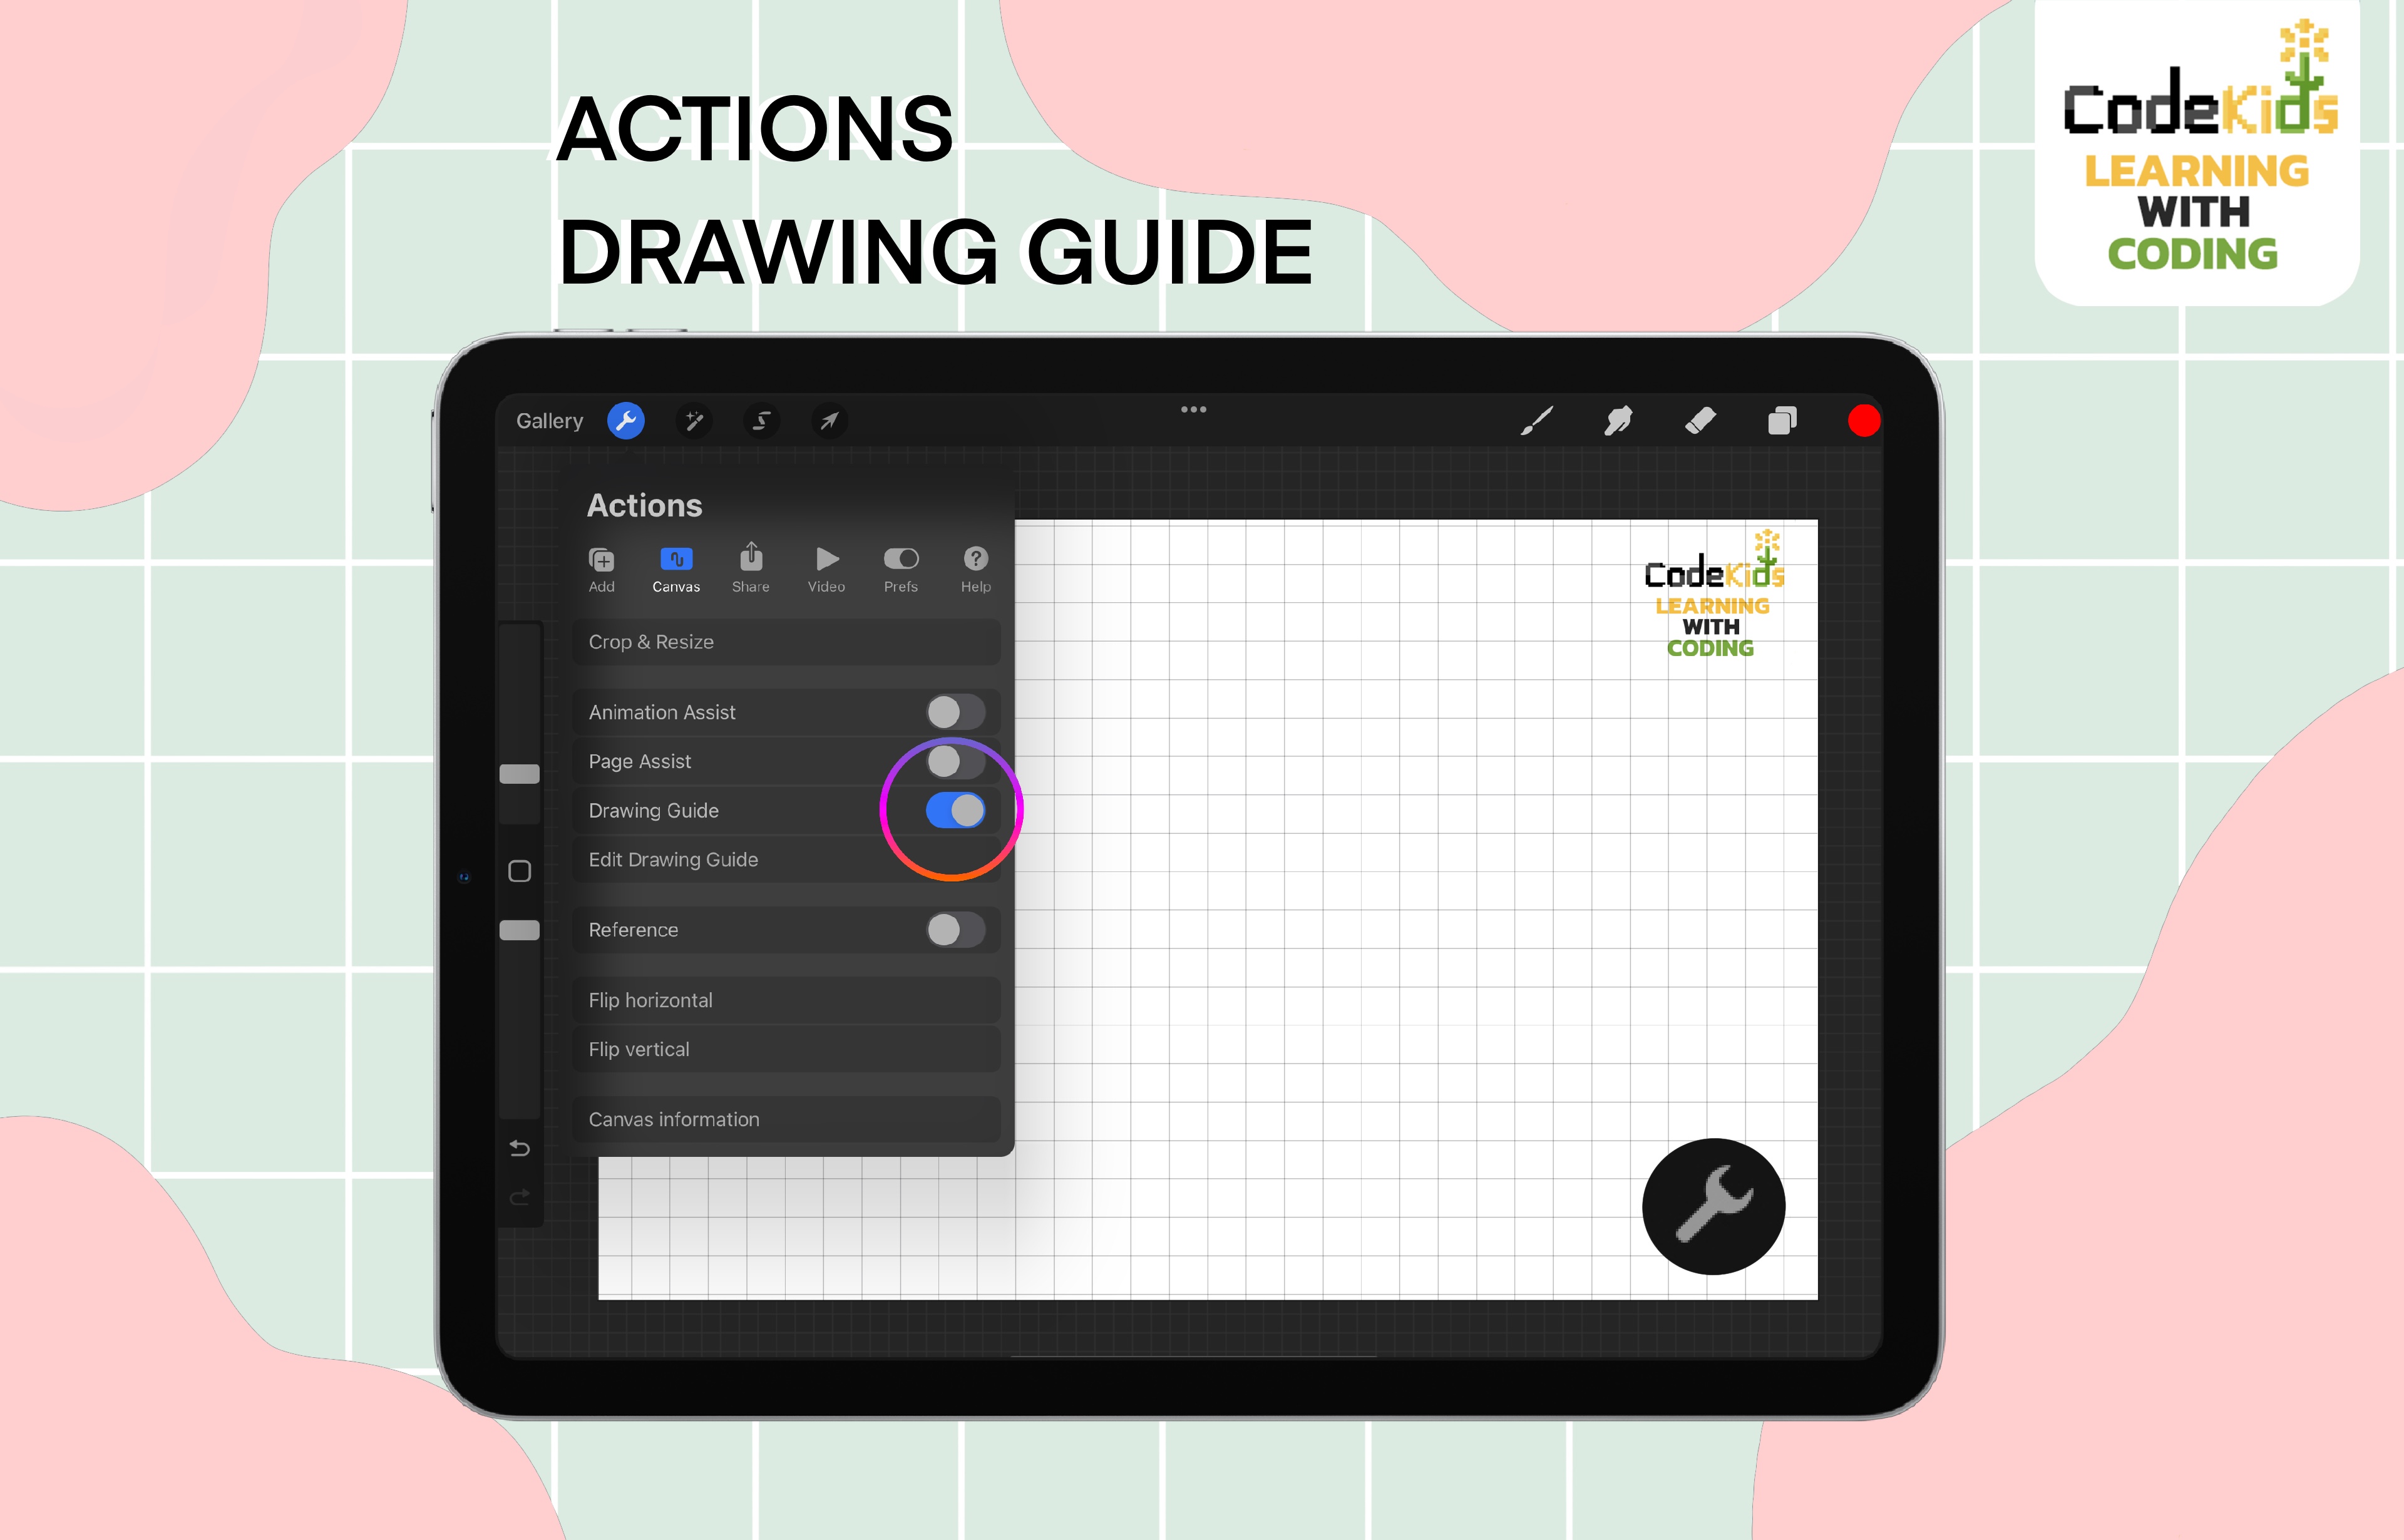 ACTIONS
DRAWING GUIDE
CodeKids
LEARNING
WITH
CODING
Gallery
Actions
Add Canvas Share Video Prefs Help
Crop & Resize
Animation Assist
Page Assist
Drawing Guide
Edit Drawing Guide
Reference
Flip horizontal
Flip vertical
Canvas information
CodeKids
LEARNING
WITH
CODING